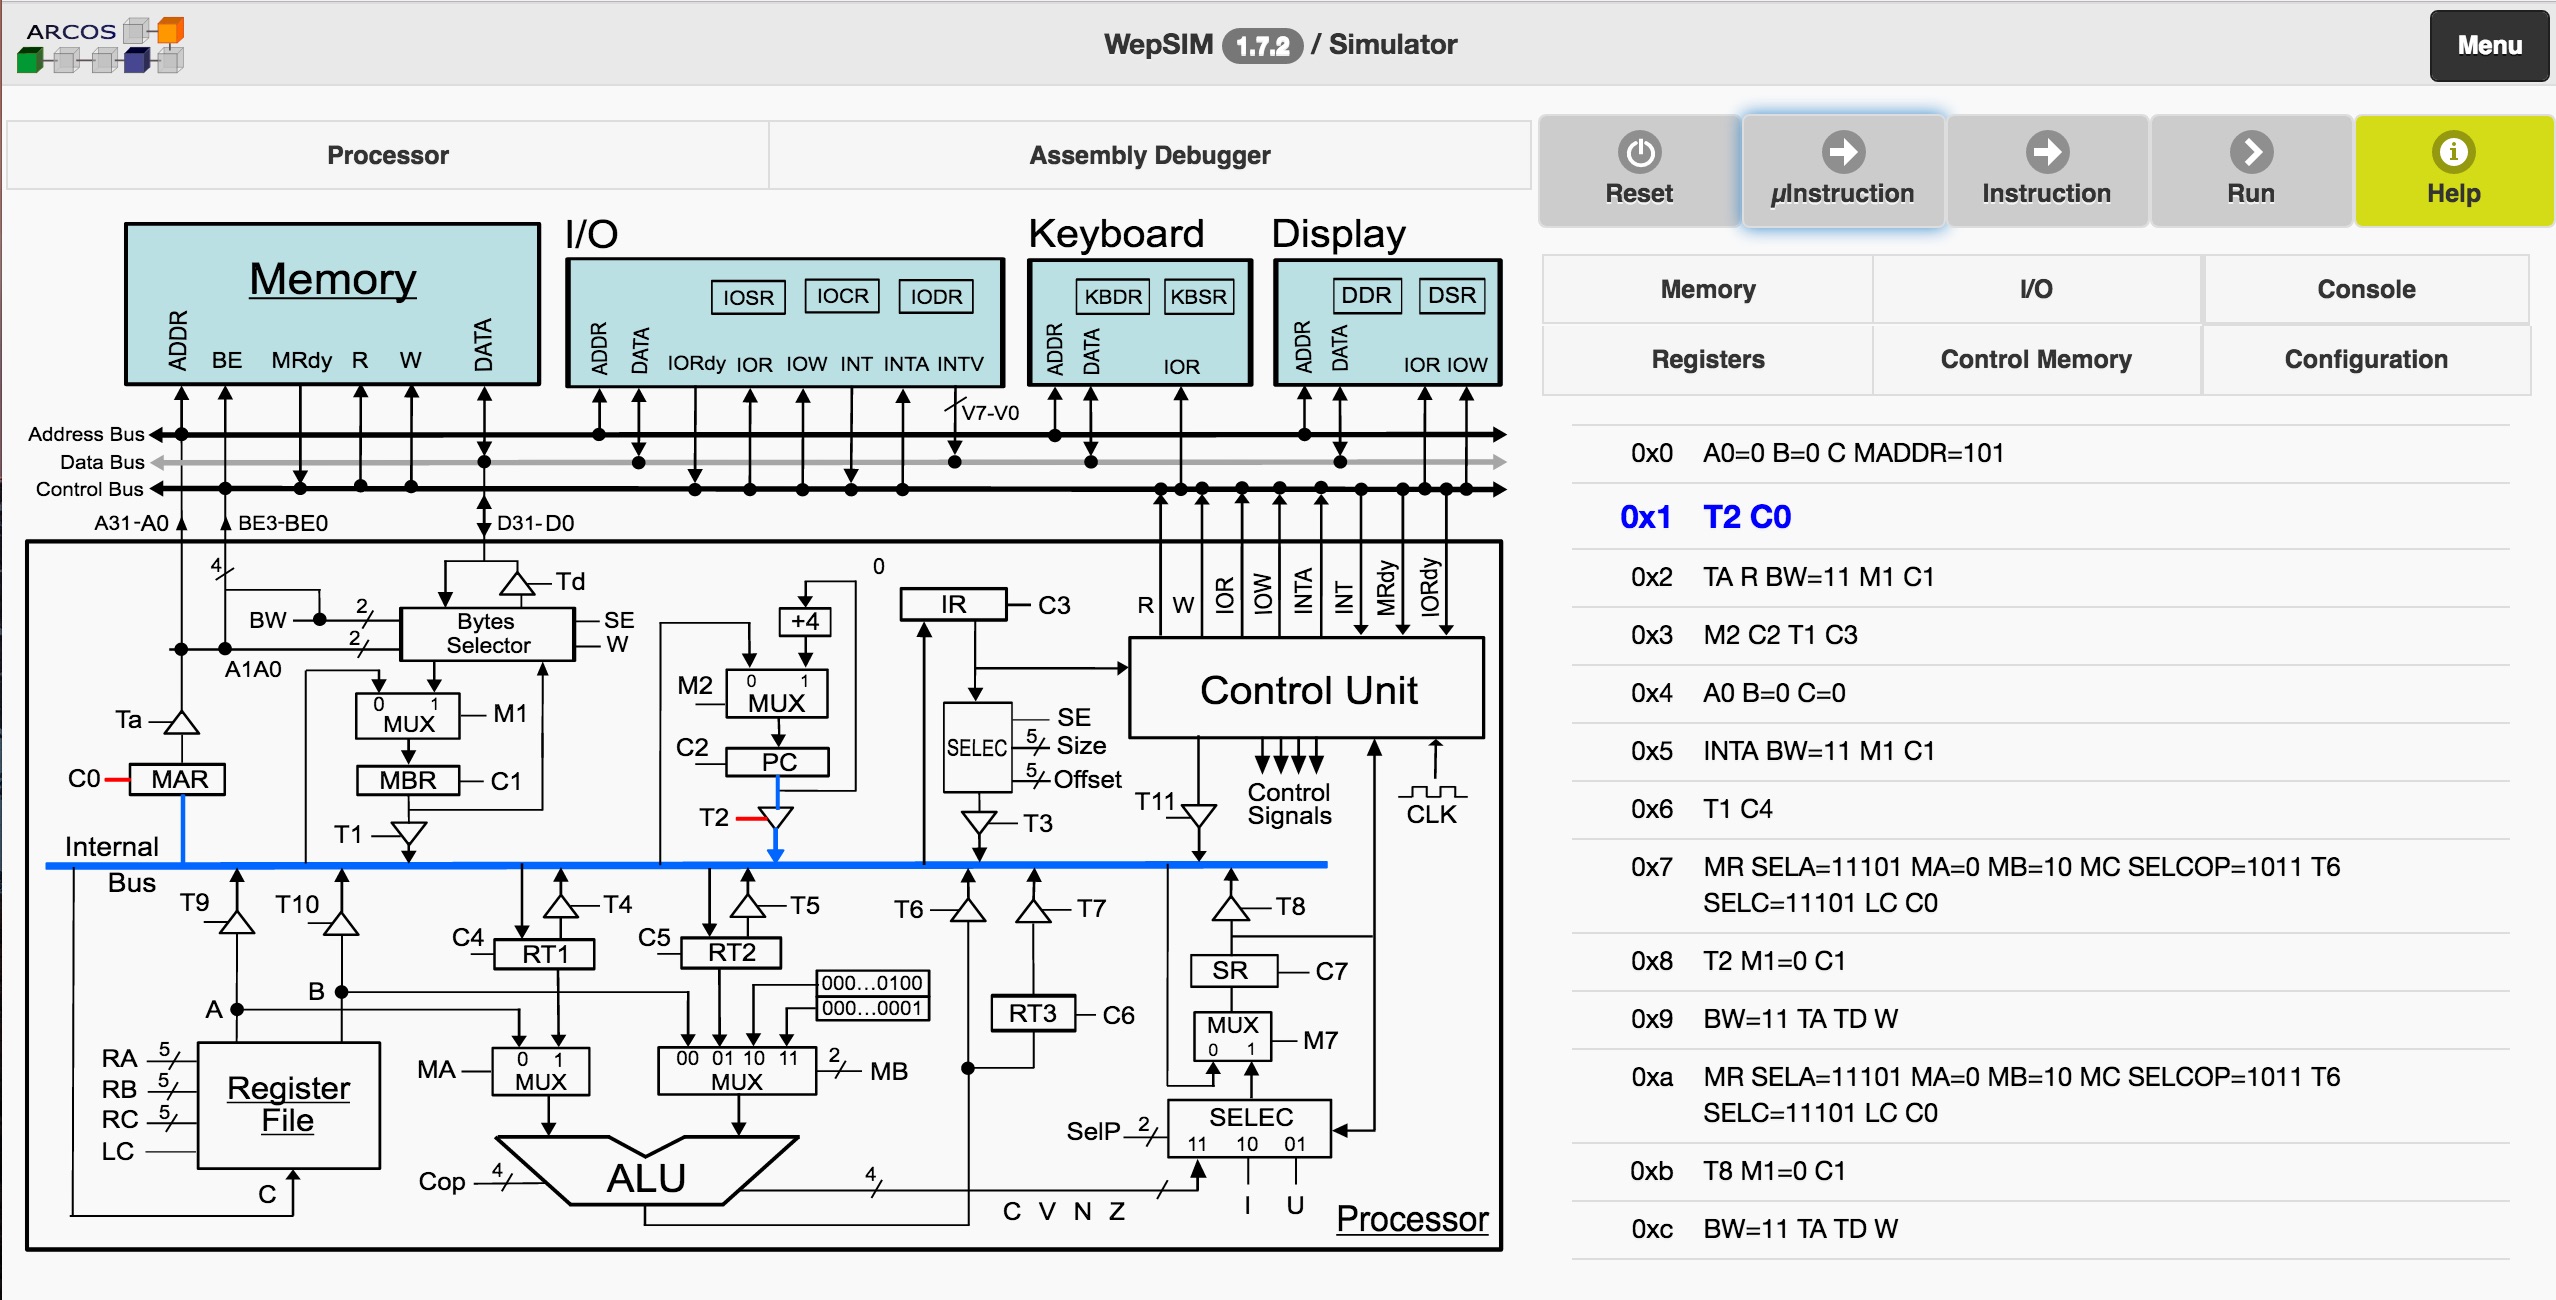 ARCOS
WepSIM 1.7.2 / Simulator
Menu
Processor
Assembly Debugger
Reset
µInstruction
Instruction
Run
Help
Memory
I/O
Console
Registers
Control Memory
Configuration
Memory
ADDR
BE
MRdy
R
W
DATA
I/O
IOSR
IOCR
IODR
ADDR
DATA
IORdy
IOR
IOW
INT
INTA
INTV
V7-V0
Keyboard
KBDR
KBSR
ADDR
DATA
IOR
Display
DDR
DSR
ADDR
DATA
IOR
IOW
Address Bus
Data Bus
Control Bus
A31-A0
BE3-BE0
D31-D0
4
Td
BW
2
2
Bytes
Selector
SE
W
A1A0
Ta
0 1
MUX
M1
C0
MAR
MBR
C1
T1
0
+4
M2
0 1
MUX
C2
PC
T2
IR
C3
SELEC
SE
5
Size
5
Offset
T3
R
W
IOR
IOW
INTA
INT
MRdy
IORdy
Control Unit
T11
Control
Signals
CLK
Internal
Bus
T9
T10
T4
T5
T6
T7
T8
C4
RT1
C5
RT2
000...0100
000...0001
RT3
C6
SR
C7
MUX
0 1
M7
A
B
RA
5
RB
5
RC
5
LC
Register
File
C
MA
0 1
MUX
00 01 10 11
MUX
2
MB
Cop
4
ALU
4
C V N Z
SelP
2
SELEC
11 10 01
I
U
Processor
0x0 A0=0 B=0 C MADDR=101
0x1 T2 C0
0x2 TA R BW=11 M1 C1
0x3 M2 C2 T1 C3
0x4 A0 B=0 C=0
0x5 INTA BW=11 M1 C1
0x6 T1 C4
0x7 MR SELA=11101 MA=0 MB=10 MC SELCOP=1011 T6
SELC=11101 LC C0
0x8 T2 M1=0 C1
0x9 BW=11 TA TD W
0xa MR SELA=11101 MA=0 MB=10 MC SELCOP=1011 T6
SELC=11101 LC C0
0xb T8 M1=0 C1
0xc BW=11 TA TD W